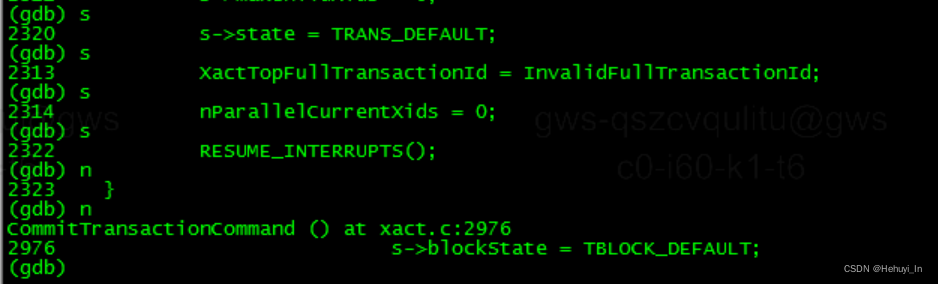 (gdb) s
2320            s->state = TRANS_DEFAULT;
(gdb) s
2313            XactTopFullTransactionId = InvalidFullTransactionId;
(gdb) s
2314            nParallelCurrentXids = 0;
(gdb) s
2322            RESUME_INTERRUPTS();
(gdb) n
2323    }
(gdb) n
CommitTransactionCommand () at xact.c:2976
2976                            s->blockState = TBLOCK_DEFAULT;
(gdb)
gws
gws-qszcvqulitu@gws
c0-i60-k1-t6
CSDN @Hehuyi_In